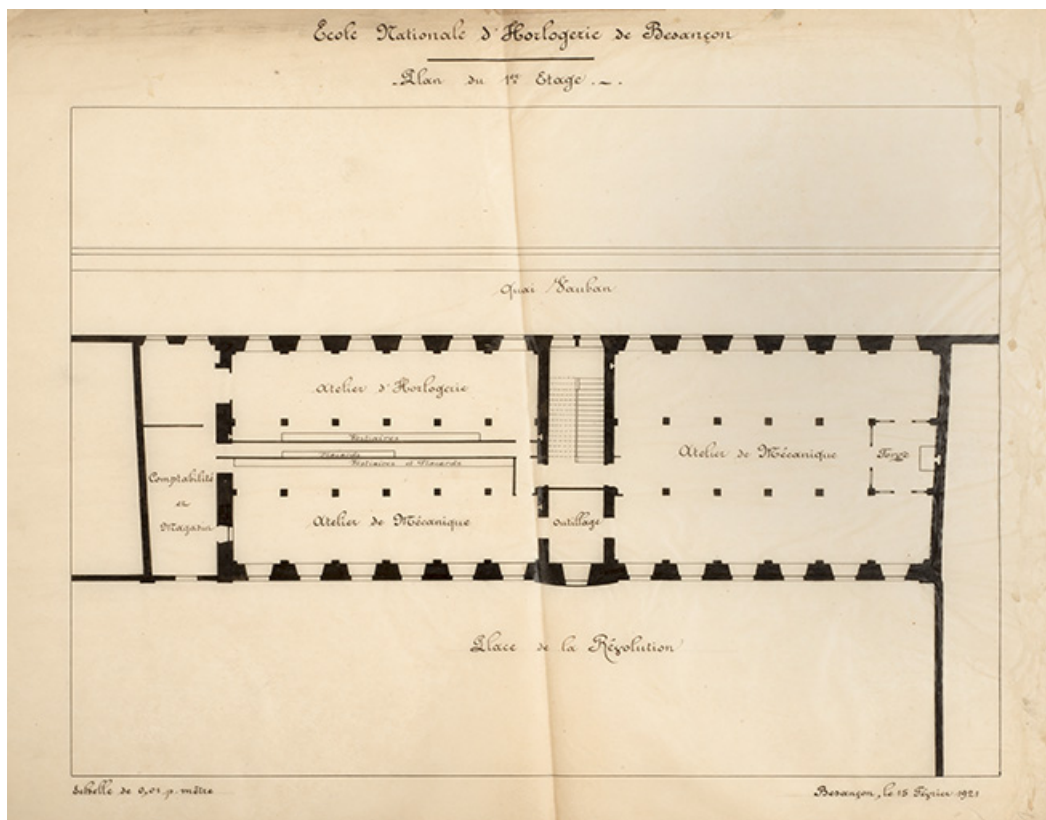 Ecole Nationale d'Horlogerie de Besançon
Plan du 1er Etage
Quai Vauban
Atelier d'Horlogerie
Vestiaires
Placards
Vestiaires et Placards
Atelier de Mécanique
Forge
Comptabilité
et
Magasin
Atelier de Mécanique
Outillage
Place de la Révolution
Echelle de 0,01 p. mètre
Besançon, le 15 Février 1921